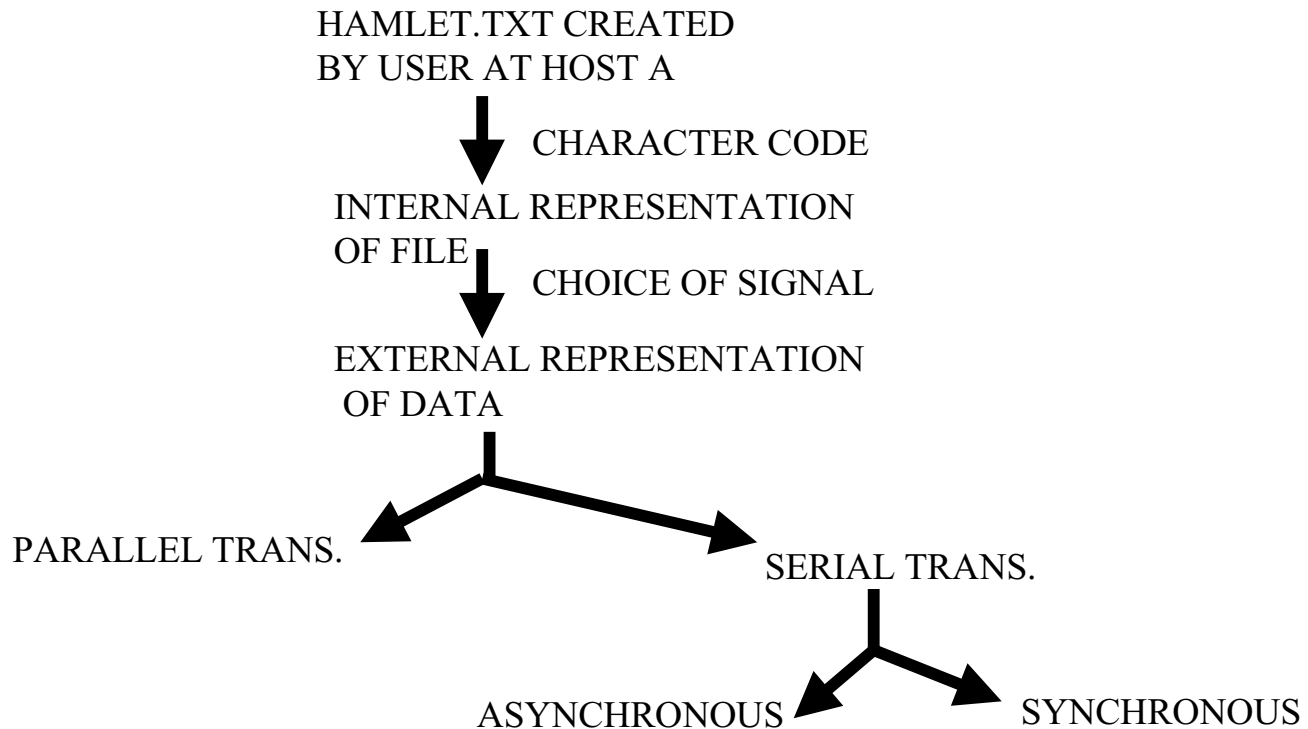 HAMLET.TXT CREATED
BY USER AT HOST A
CHARACTER CODE
INTERNAL REPRESENTATION
OF FILE
CHOICE OF SIGNAL
EXTERNAL REPRESENTATION
OF DATA
PARALLEL TRANS.
SERIAL TRANS.
ASYNCHRONOUS
SYNCHRONOUS